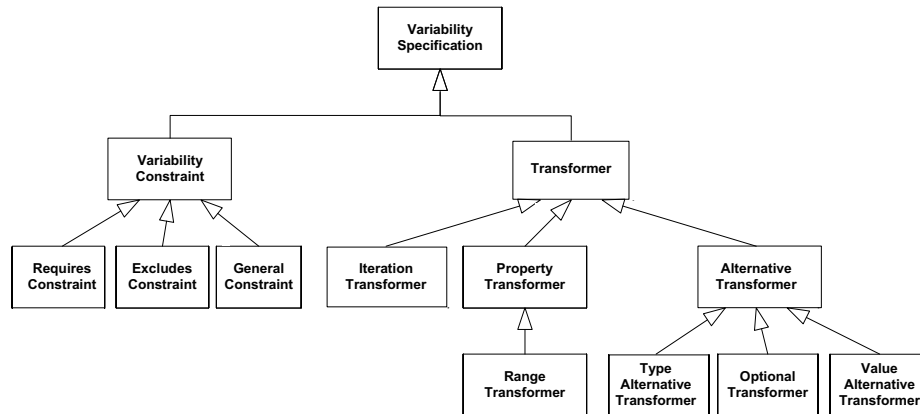 Variability
Specification
Variability
Constraint
Transformer
Requires
Constraint
Excludes
Constraint
General
Constraint
Iteration
Transformer
Property
Transformer
Alternative
Transformer
Range
Transformer
Type
Alternative
Transformer
Optional
Transformer
Value
Alternative
Transformer